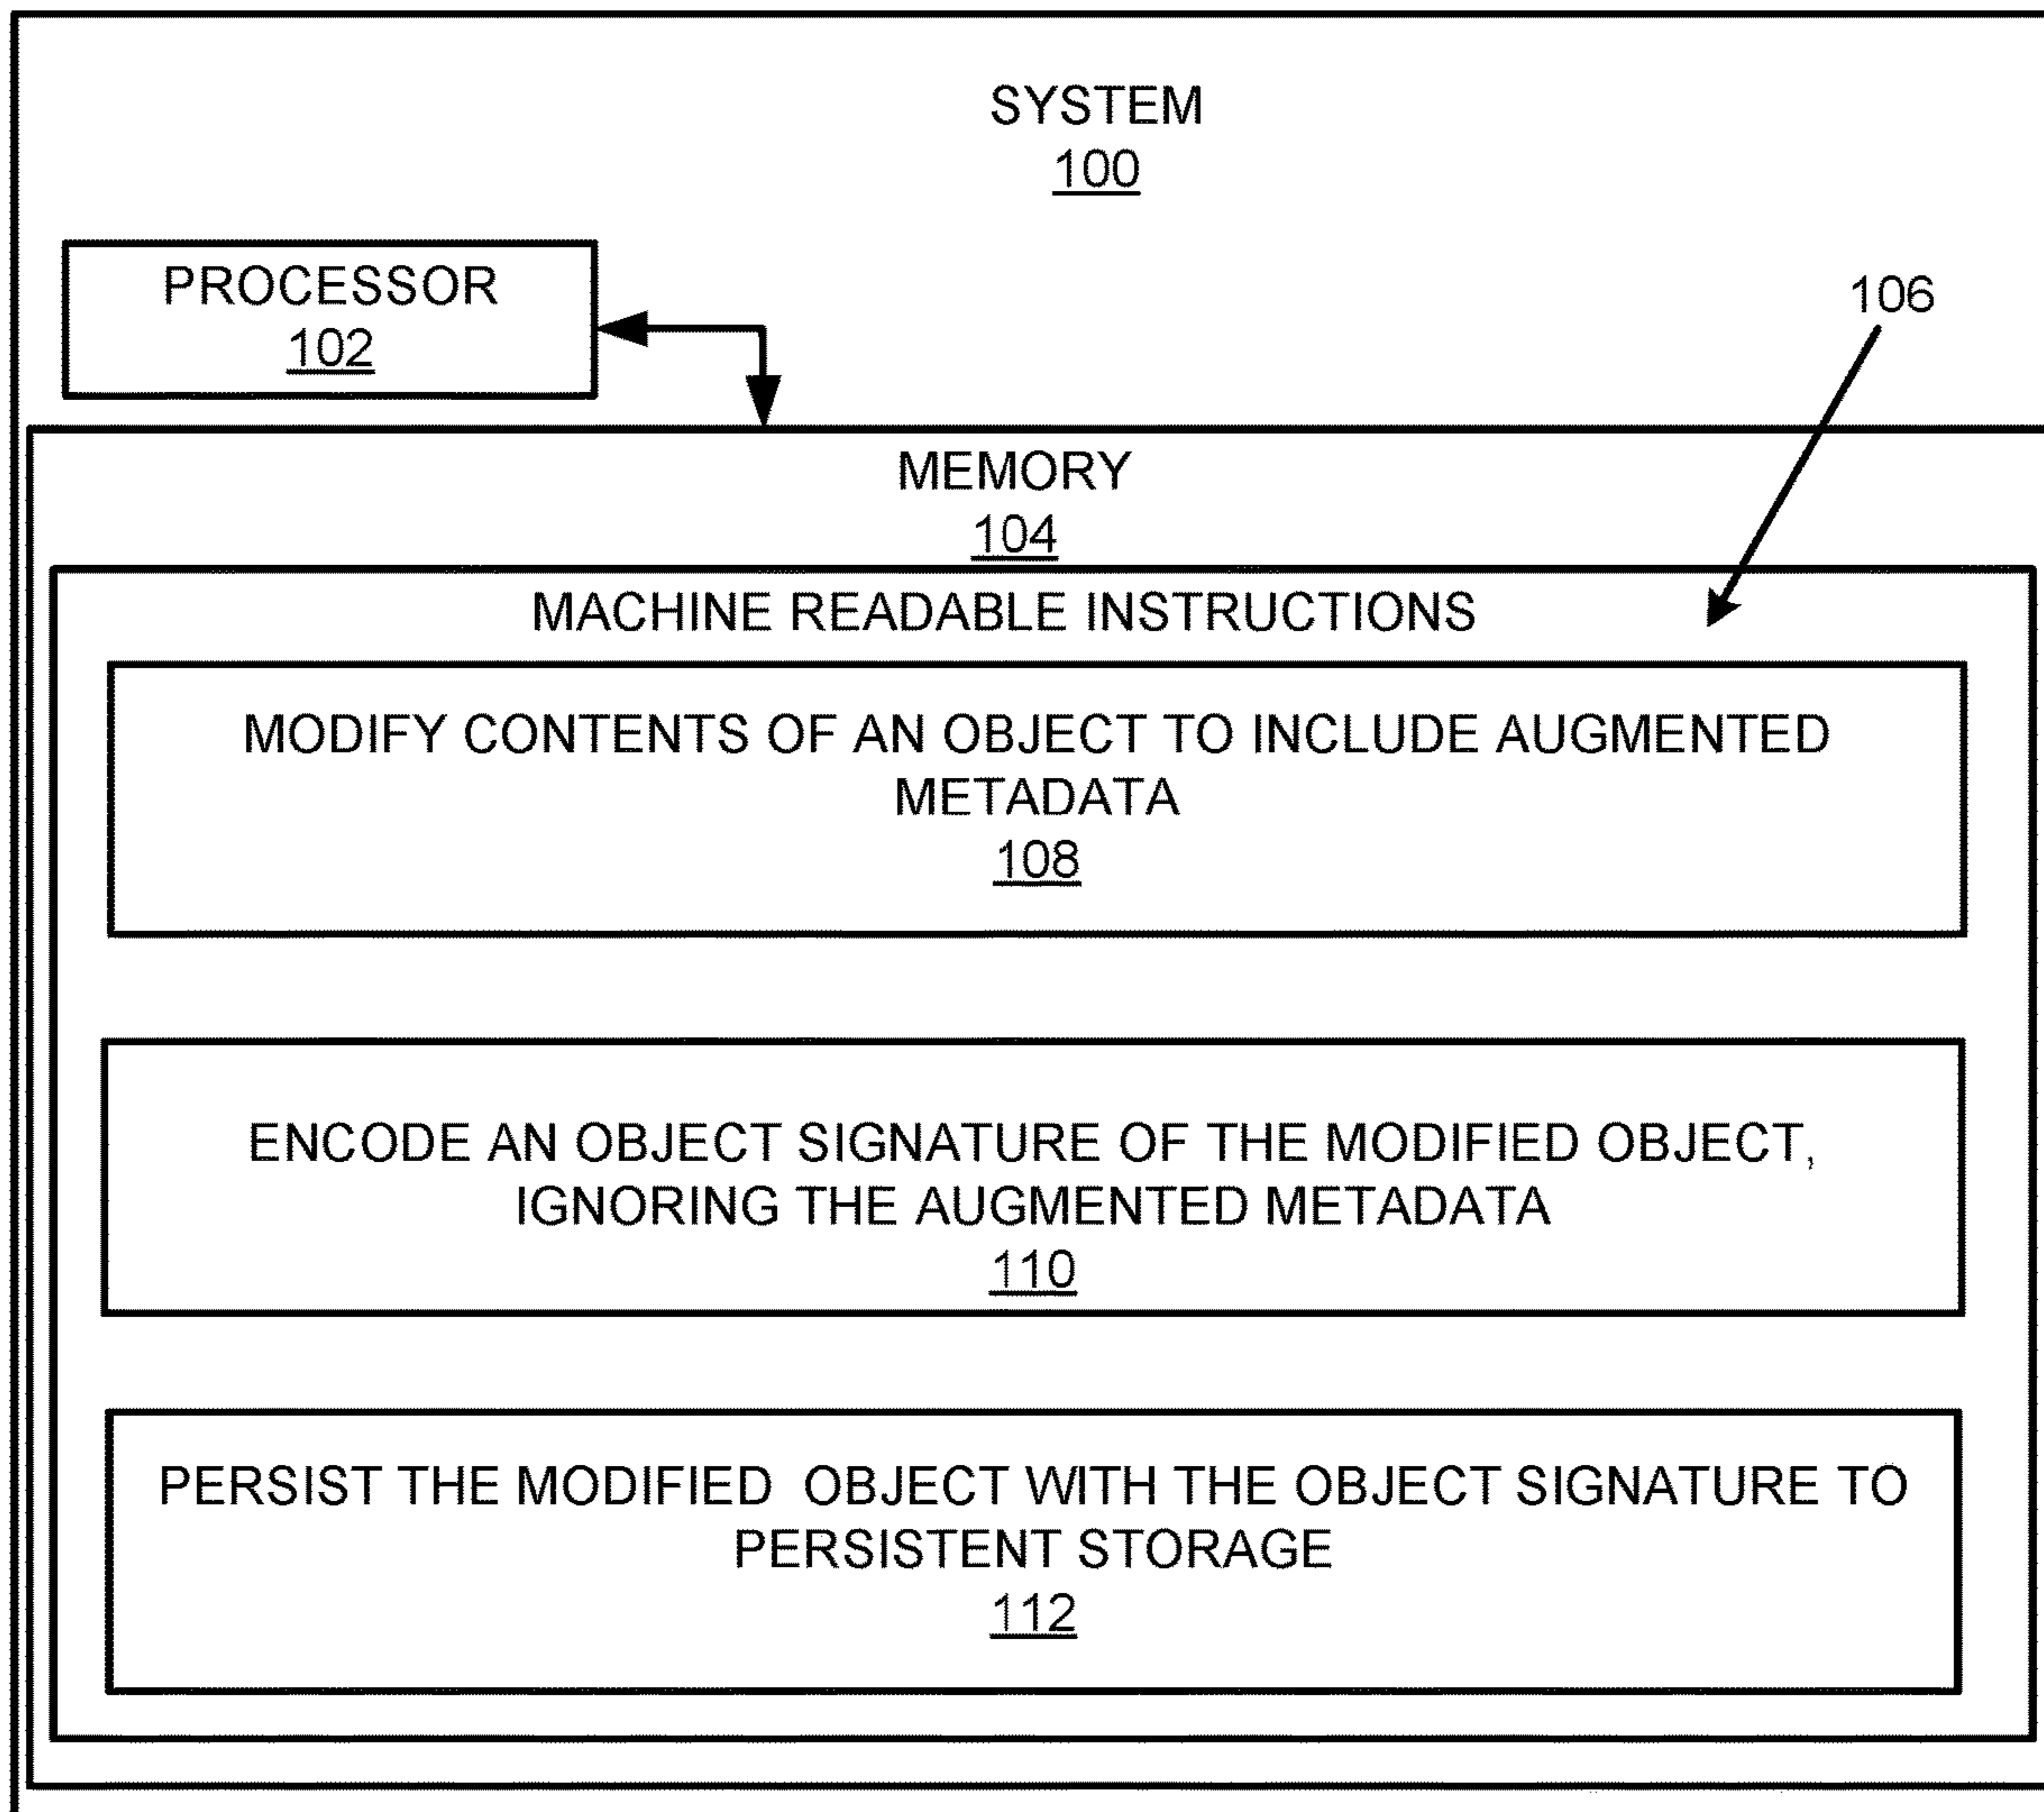 SYSTEM
100
PROCESSOR
102
106
MEMORY
104
MACHINE READABLE INSTRUCTIONS
MODIFY CONTENTS OF AN OBJECT TO INCLUDE AUGMENTED
METADATA
108
ENCODE AN OBJECT SIGNATURE OF THE MODIFIED OBJECT,
IGNORING THE AUGMENTED METADATA
110
PERSIST THE MODIFIED OBJECT WITH THE OBJECT SIGNATURE TO
PERSISTENT STORAGE
112